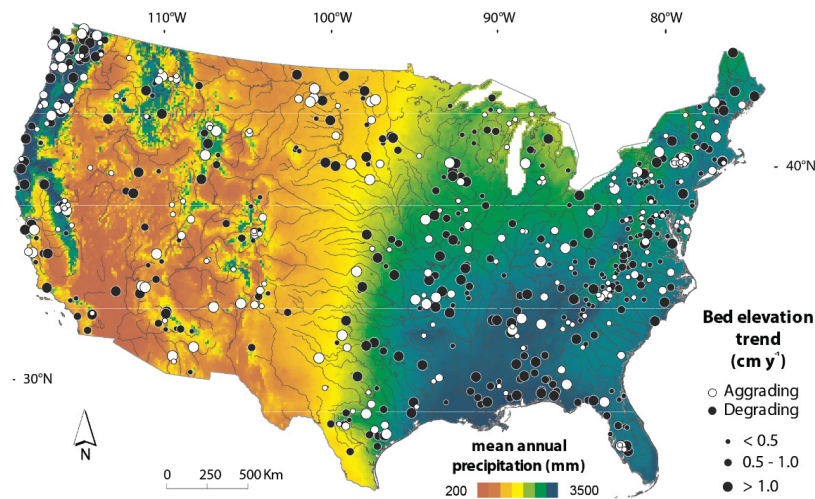 110°W 100°W 90°W 80°W
- 40°N
- 30°N
N
0 250 500 Km
mean annual
precipitation (mm)
200 3500
Bed elevation
trend
(cm y⁻¹)
Aggrading
Degrading
< 0.5
0.5 - 1.0
> 1.0